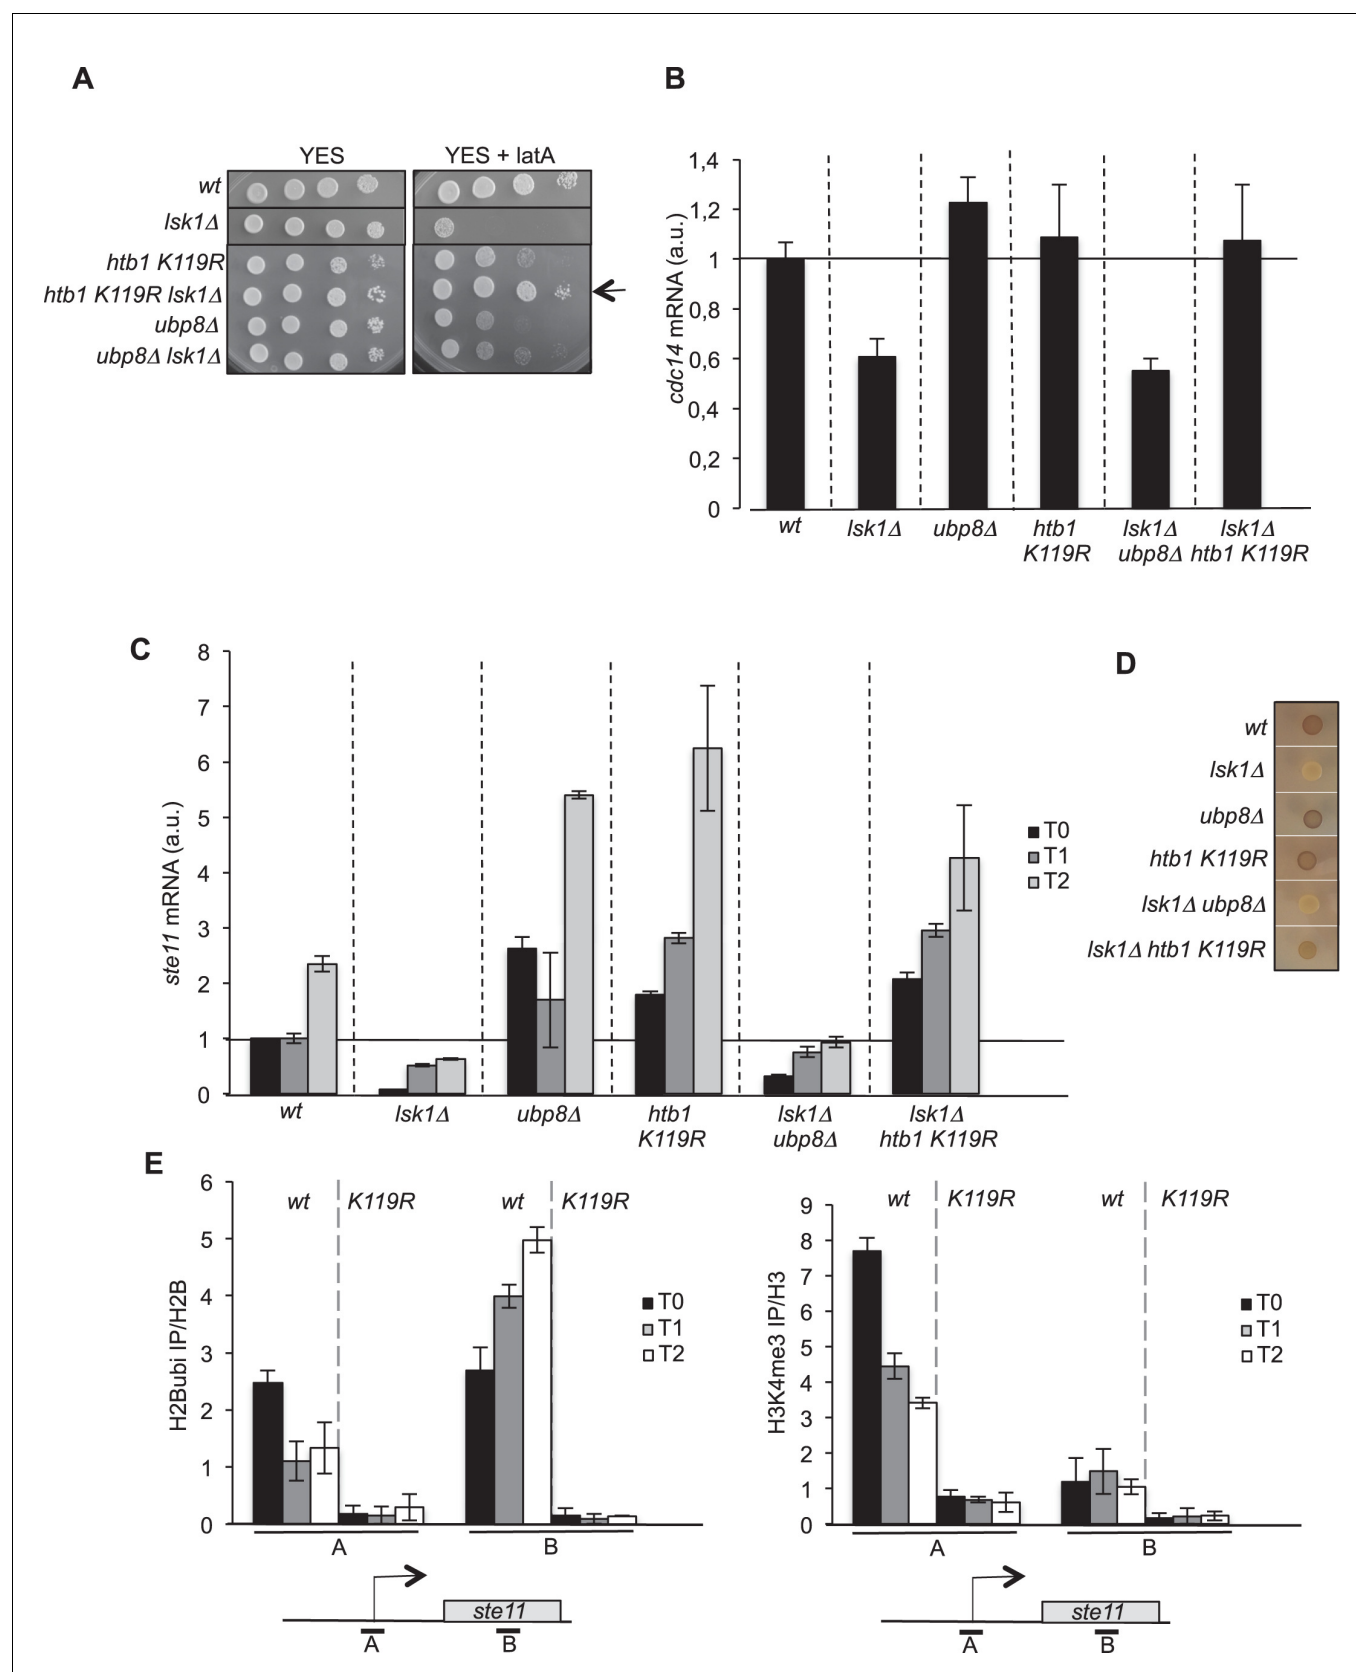 A
YES
YES + latA
wt
lsk1Δ
htb1 K119R
htb1 K119R lsk1Δ
ubp8Δ
ubp8Δ lsk1Δ
B
cdc14 mRNA (a.u.)
1,4
1,2
1
0,8
0,6
0,4
0,2
0
wt
lsk1Δ
ubp8Δ
htb1
K119R
lsk1Δ
ubp8Δ
lsk1Δ
htb1 K119R
C
ste11 mRNA (a.u.)
8
7
6
5
4
3
2
1
0
T0
T1
T2
wt
lsk1Δ
ubp8Δ
htb1
K119R
lsk1Δ
ubp8Δ
lsk1Δ
htb1 K119R
D
wt
lsk1Δ
ubp8Δ
htb1 K119R
lsk1Δ ubp8Δ
lsk1Δ htb1 K119R
E
H2Bubi IP/H2B
6
5
4
3
2
1
0
wt
K119R
wt
K119R
T0
T1
T2
A
B
ste11
A
B
H3K4me3 IP/H3
9
8
7
6
5
4
3
2
1
0
wt
K119R
wt
K119R
T0
T1
T2
A
B
ste11
A
B